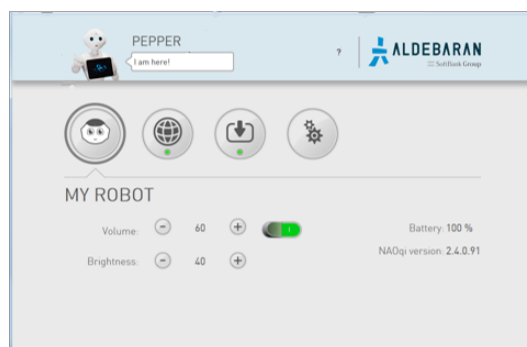 PEPPER
I am here!
?
ALDEBARAN
SoftBank Group
MY ROBOT
Volume: 60
Battery: 100 %
Brightness: 40
NAOqi version: 2.4.0.91